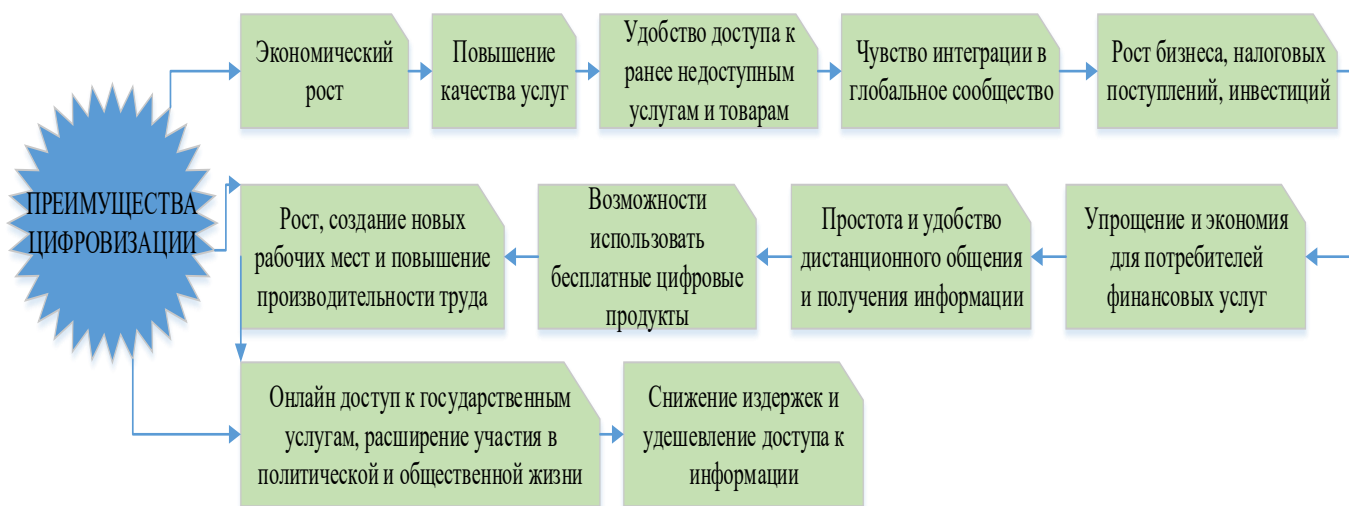 ПРЕИМУЩЕСТВА
ЦИФРОВИЗАЦИИ
Экономический
рост
Повышение
качества услуг
Удобство доступа к
ранее недоступным
услугам и товарам
Чувство интеграции в
глобальное сообщество
Рост бизнеса, налоговых
поступлений, инвестиций
Рост, создание новых
рабочих мест и повышение
производительности труда
Возможности
использовать
бесплатные цифровые
продукты
Простота и удобство
дистанционного общения
и получения информации
Упрощение и экономия
для потребителей
финансовых услуг
Онлайн доступ к государственным
услугам, расширение участия в
политической и общественной жизни
Снижение издержек и
удешевление доступа к
информации